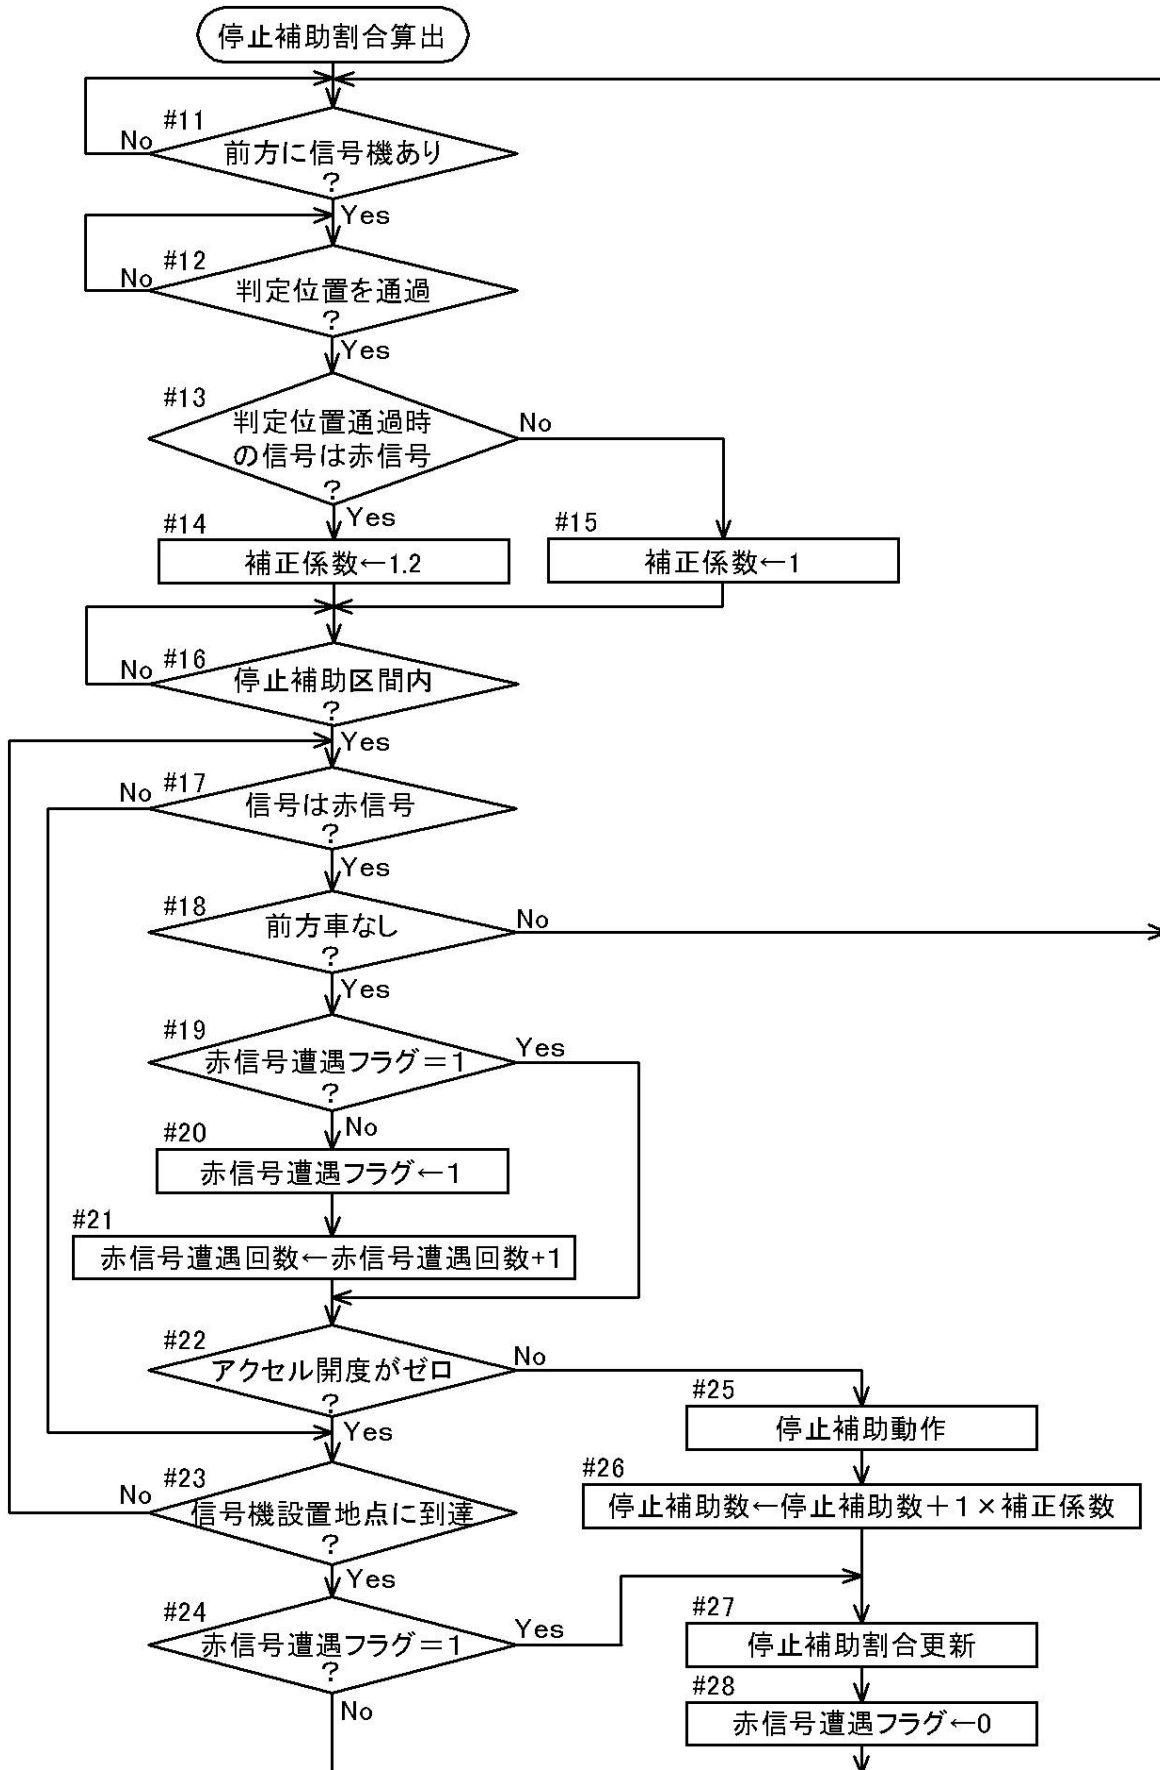 停止補助割合算出
#11
No
前方に信号機あり
?
Yes
#12
No
判定位置を通過
?
Yes
#13
判定位置通過時
の信号は赤信号
?
No
Yes
#14
補正係数←1.2
#15
補正係数←1
#16
No
停止補助区間内
?
Yes
#17
No
信号は赤信号
?
Yes
#18
前方車なし
?
No
Yes
#19
赤信号遭遇フラグ=1
?
Yes
No
#20
赤信号遭遇フラグ←1
#21
赤信号遭遇回数←赤信号遭遇回数+1
#22
アクセル開度がゼロ
?
No
Yes
#25
停止補助動作
#26
停止補助数←停止補助数+1×補正係数
#23
No
信号機設置地点に到達
?
Yes
#24
赤信号遭遇フラグ=1
?
Yes
No
#27
停止補助割合更新
#28
赤信号遭遇フラグ←0